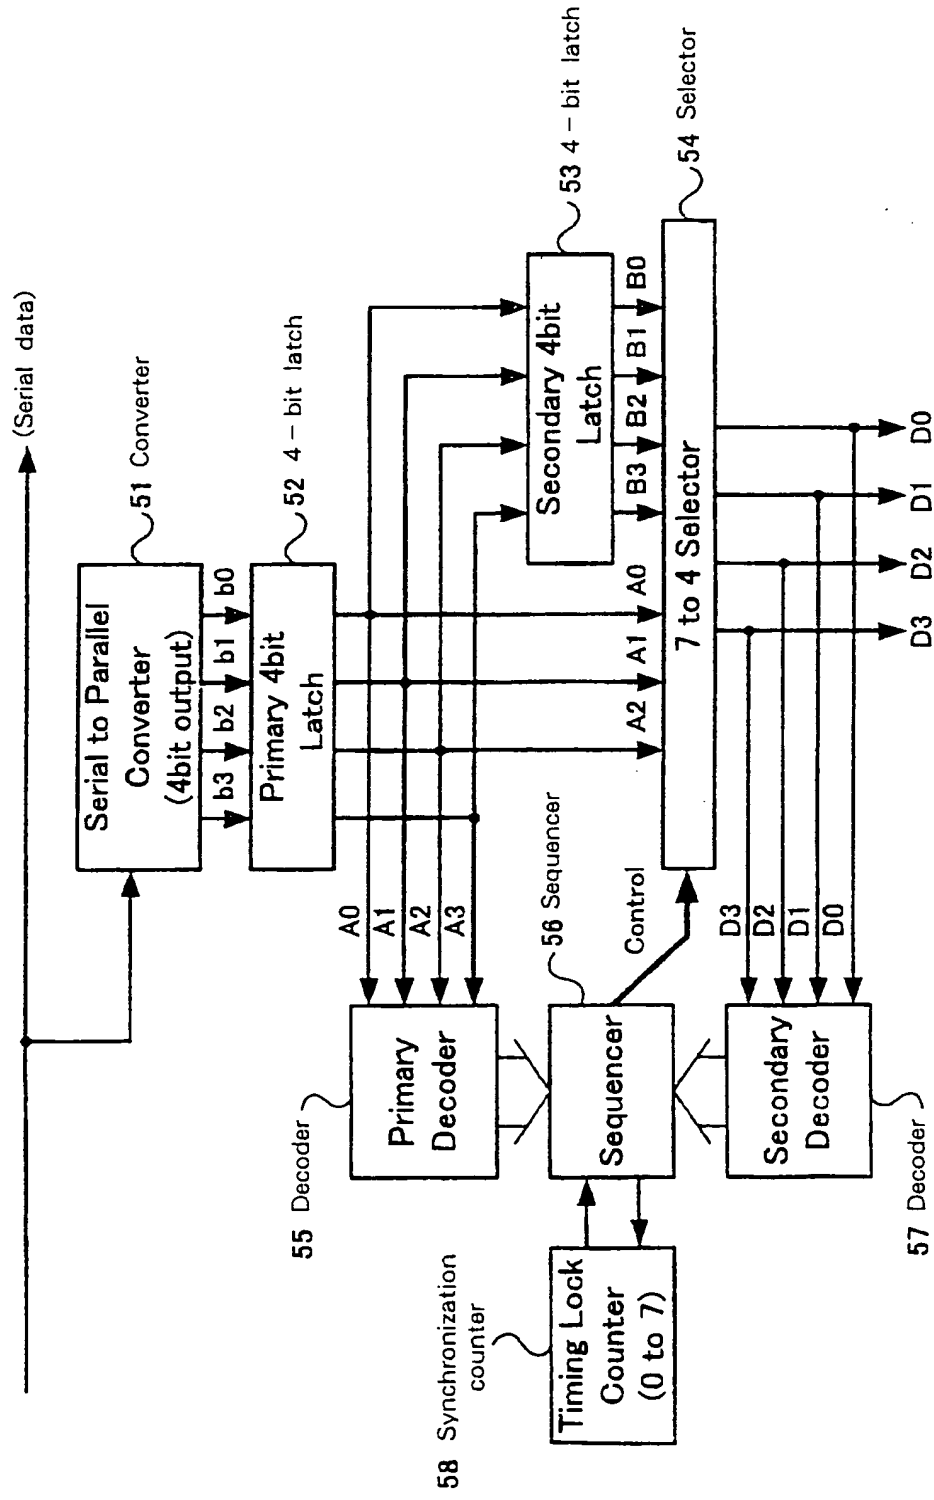 (Serial data)
51 Converter
Serial to Parallel
Converter
(4bit output)
b3
b2
b1
b0
52 4-bit latch
Primary 4bit
Latch
A0
A1
A2
A3
53 4-bit latch
Secondary 4bit
Latch
55 Decoder
Primary
Decoder
56 Sequencer
Sequencer
Control
58 Synchronization
counter
Timing Lock
Counter
(0 to 7)
A2
A1
A0
B3
B2
B1
B0
54 Selector
7 to 4 Selector
D3
D2
D1
D0
Secondary
Decoder
57 Decoder
D3
D2
D1
D0